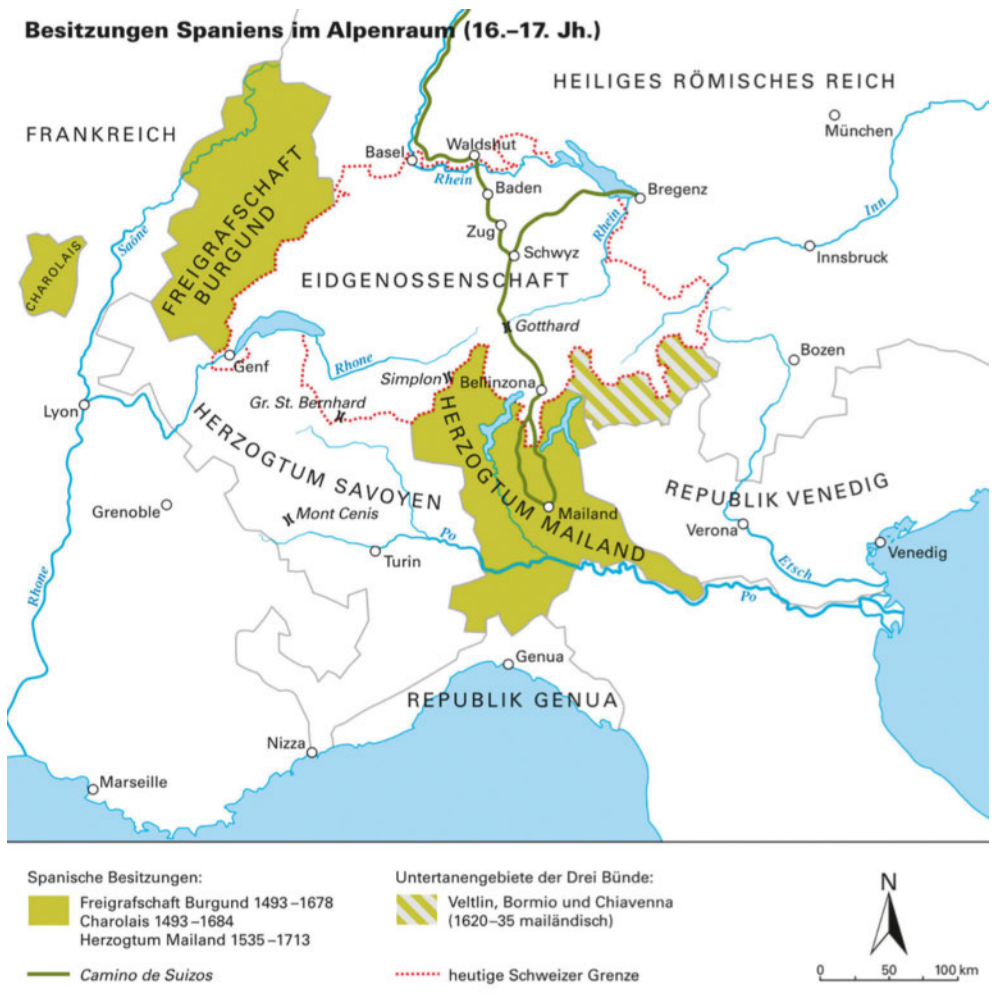 Besitzungen Spaniens im Alpenraum (16.–17. Jh.)
HEILIGES RÖMISCHES REICH
FRANKREICH
München
Basel
Waldshut
Rhein
Baden
Bregenz
Inn
Zug
Rhein
Saône
FREIGRAFSCHAFT
BURGUND
CHAROLAIS
Schwyz
Innsbruck
EIDGENOSSENSCHAFT
Gotthard
Bozen
Genf
Rhone
Simplon
Bellinzona
Gr. St. Bernhard
Lyon
HERZOGTUM SAVOYEN
HERZOGTUM MAILAND
REPUBLIK VENEDIG
Grenoble
Mont Cenis
Mailand
Verona
Venedig
Po
Turin
Etsch
Rhone
Po
Genua
REPUBLIK GENUA
Nizza
Marseille
Spanische Besitzungen:
Freigrafschaft Burgund 1493–1678
Charolais 1493–1684
Herzogtum Mailand 1535–1713
Camino de Suizos
Untertanengebiete der Drei Bünde:
Veltlin, Bormio und Chiavenna
(1620–35 mailändisch)
heutige Schweizer Grenze
N
0 50 100 km